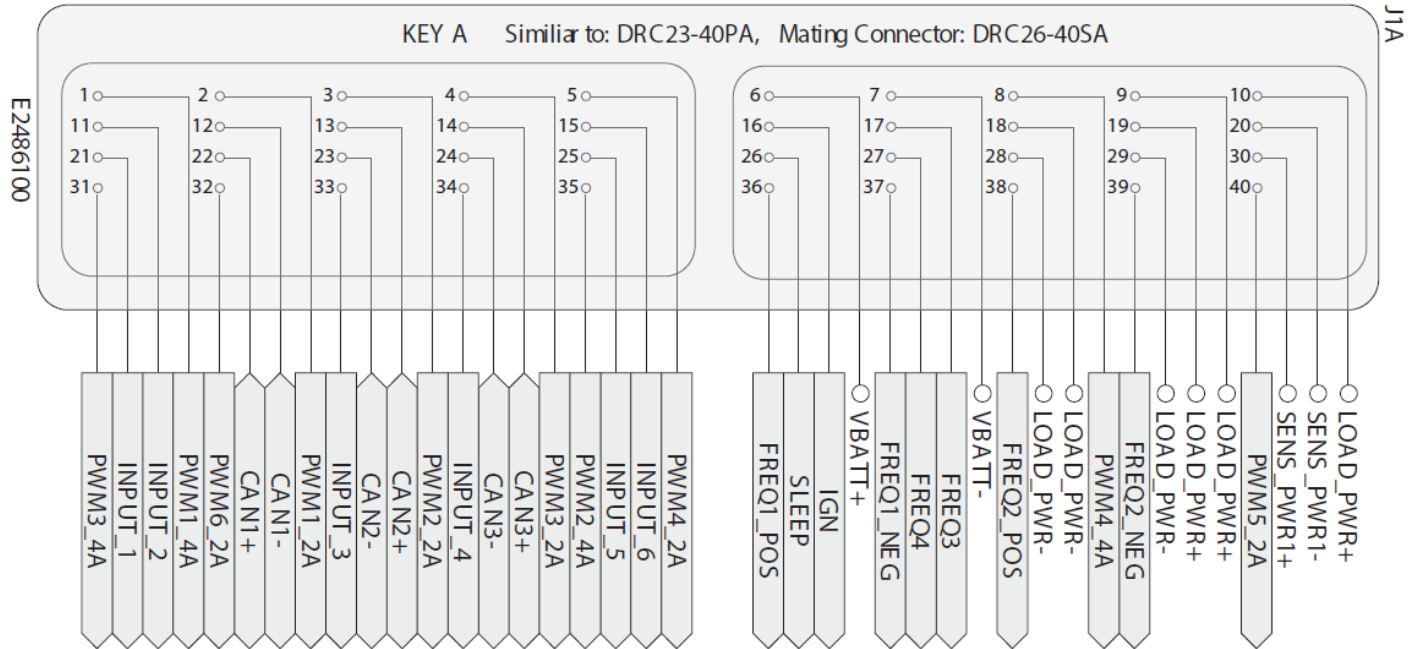 KEY A Similiar to: DRC23-40PA, Mating Connector: DRC26-40SA
J1A
E2486100
1 2 3 4 5 6 7 8 9 10
11 12 13 14 15 16 17 18 19 20
21 22 23 24 25 26 27 28 29 30
31 32 33 34 35 36 37 38 39 40
PWM3_4A
INPUT_1
INPUT_2
PWM1_4A
PWM6_2A
CAN1+
CAN1-
PWM1_2A
INPUT_3
CAN2-
CAN2+
PWM2_2A
INPUT_4
CAN3-
CAN3+
PWM3_2A
PWM2_4A
INPUT_5
INPUT_6
PWM4_2A
FREQ1_POS
SLEEP
IGN
VBATT+
FREQ1_NEG
FREQ4
FREQ3
VBATT-
FREQ2_POS
LOAD_PWR-
LOAD_PWR-
PWM4_4A
FREQ2_NEG
LOAD_PWR-
LOAD_PWR+
LOAD_PWR+
PWM5_2A
SENS_PWR1+
SENS_PWR1-
LOAD_PWR+